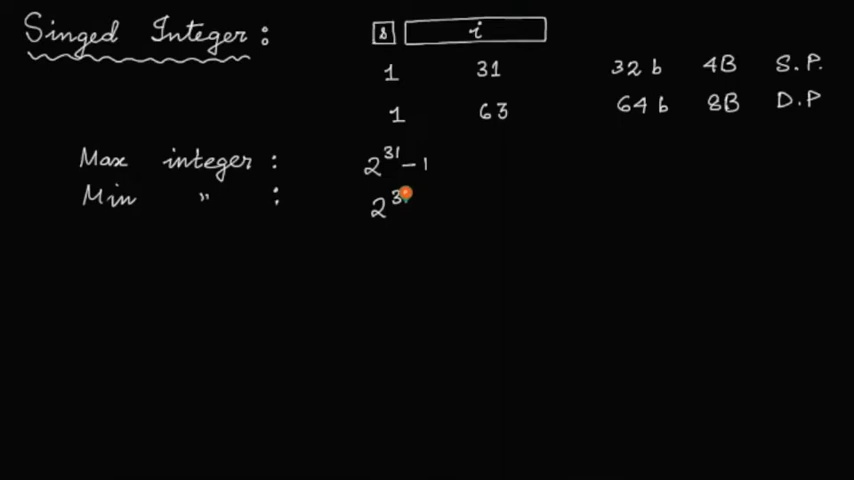 Singed Integer :
s i
1 31 32 b 4B S.P.
1 63 64 b 8B D.P
Max integer : 2^31 - 1
Min " : 2^3